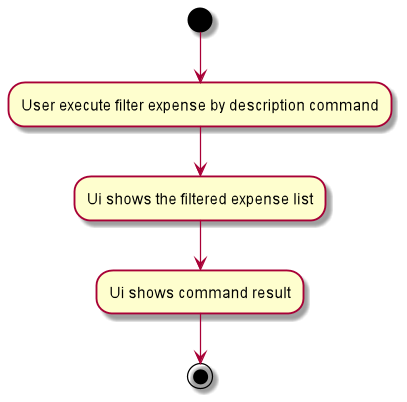 User execute filter expense by description command
Ui shows the filtered expense list
Ui shows command result